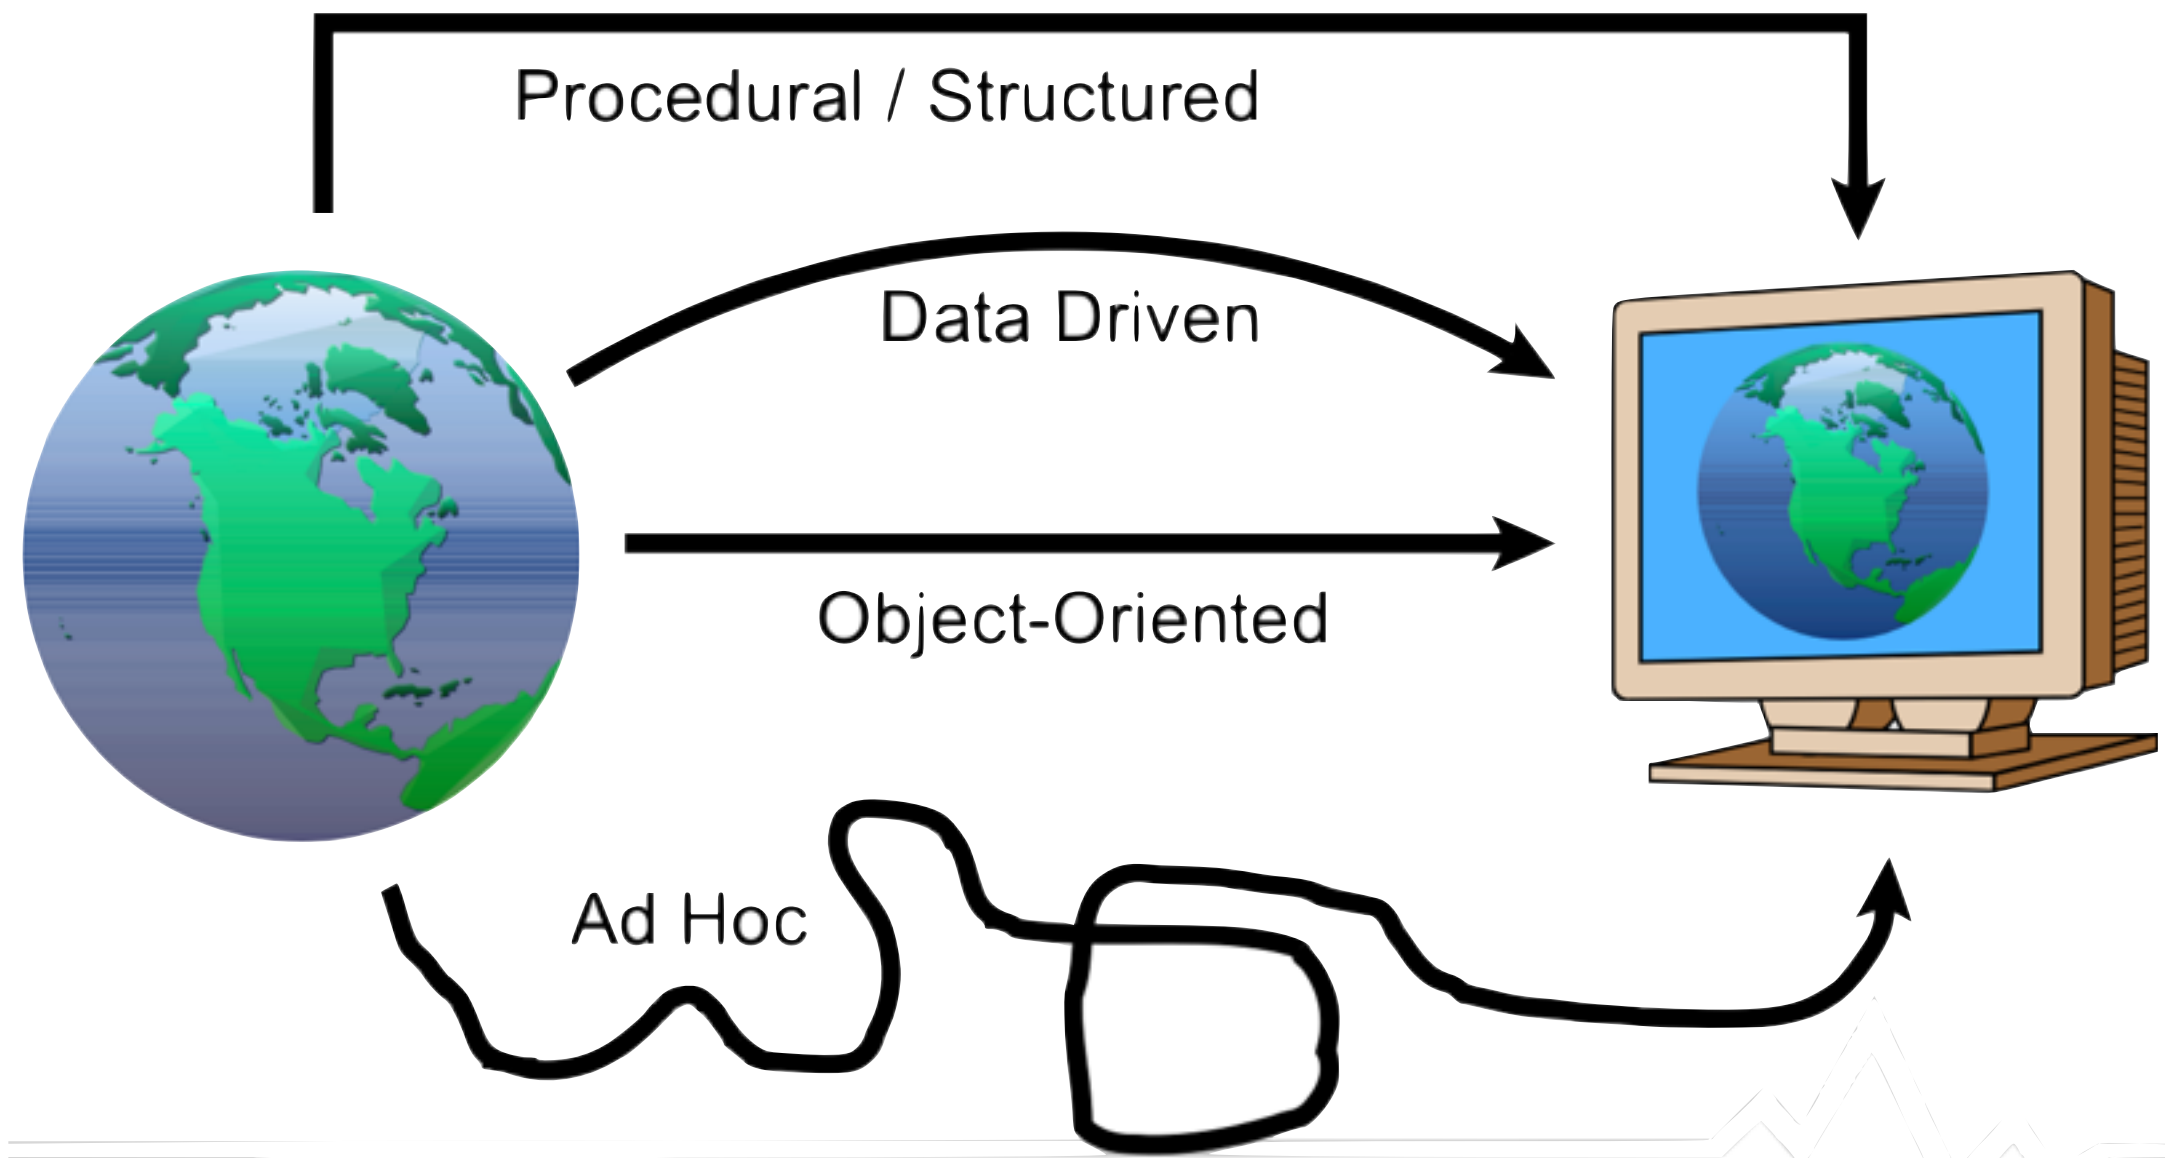 Procedural / Structured
Data Driven
Object-Oriented
Ad Hoc